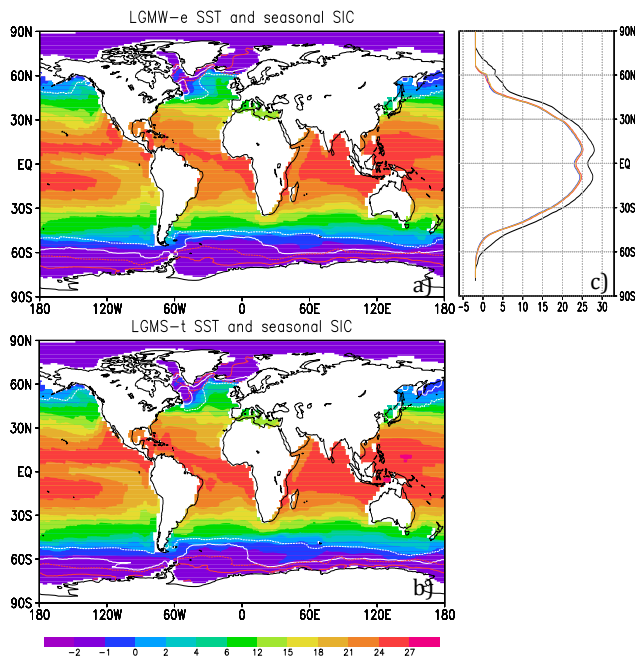 LGMW-e SST and seasonal SIC
90N
60N
30N
EQ
30S
60S
90S
180 120W 60W 0 60E 120E 180
a)
90N
60N
30N
EQ
30S
60S
90S
-5 0 5 10 15 20 25 30
c)
LGMS-t SST and seasonal SIC
90N
60N
30N
EQ
30S
60S
90S
180 120W 60W 0 60E 120E 180
b)
-2 -1 0 2 4 6 12 15 18 21 24 27